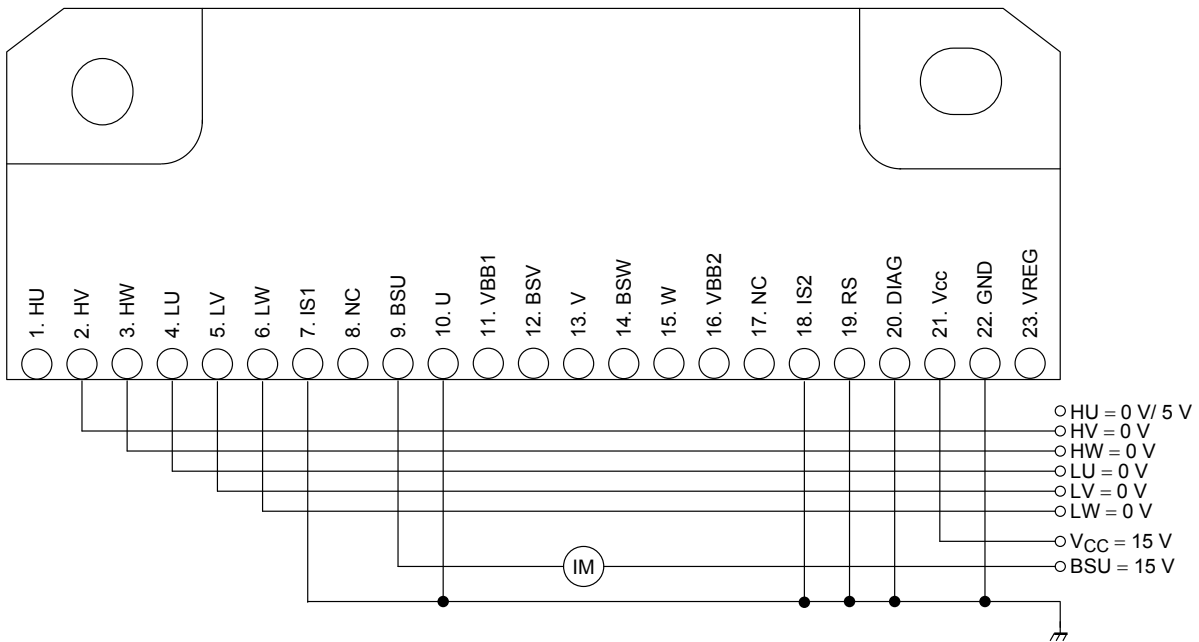 1. HU
2. HV
3. HW
4. LU
5. LV
6. LW
7. IS1
8. NC
9. BSU
10. U
11. VBB1
12. BSV
13. V
14. BSW
15. W
16. VBB2
17. NC
18. IS2
19. RS
20. DIAG
21. Vcc
22. GND
23. VREG
HU = 0 V/ 5 V
HV = 0 V
HW = 0 V
LU = 0 V
LV = 0 V
LW = 0 V
VCC = 15 V
IM
BSU = 15 V